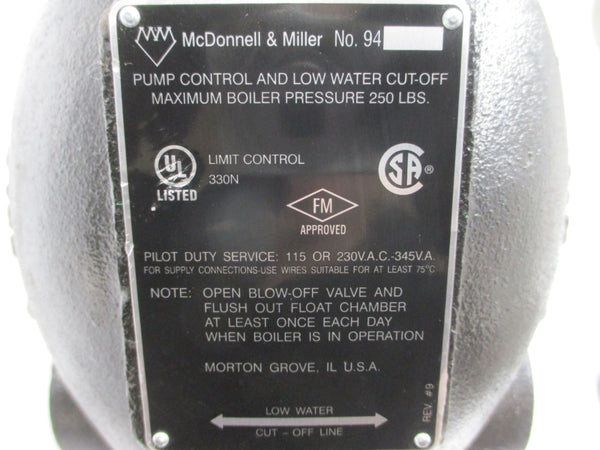 McDonnell & Miller No. 94
PUMP CONTROL AND LOW WATER CUT-OFF
MAXIMUM BOILER PRESSURE 250 LBS.
UL
LISTED
LIMIT CONTROL
330N
SA
FM
APPROVED
PILOT DUTY SERVICE: 115 OR 230V.A.C.-345V.A.
FOR SUPPLY CONNECTIONS-USE WIRES SUITABLE FOR AT LEAST 75°C
NOTE: OPEN BLOW-OFF VALVE AND
FLUSH OUT FLOAT CHAMBER
AT LEAST ONCE EACH DAY
WHEN BOILER IS IN OPERATION
MORTON GROVE, IL U.S.A.
LOW WATER
CUT - OFF LINE
REV. #9